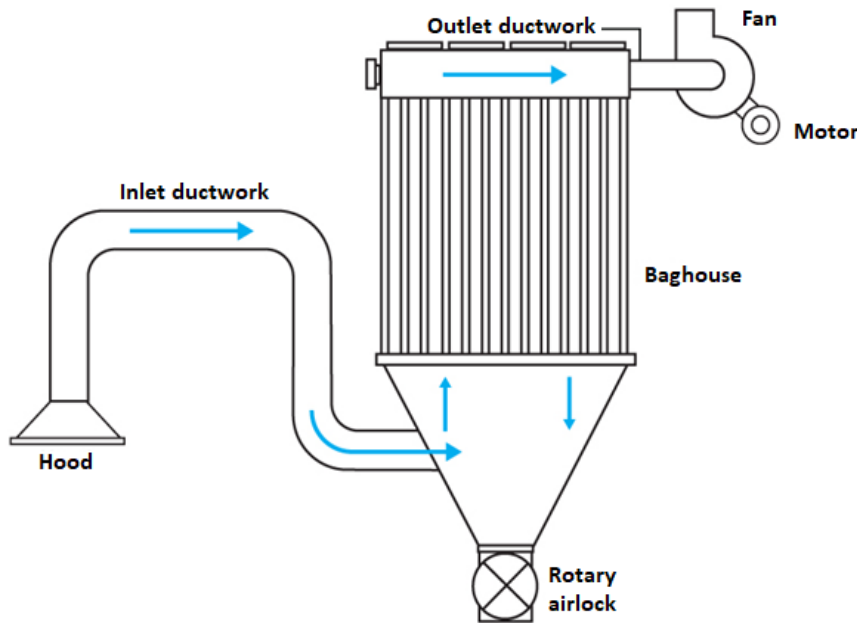 Outlet ductwork
Fan
Motor
Inlet ductwork
Baghouse
Hood
Rotary
airlock